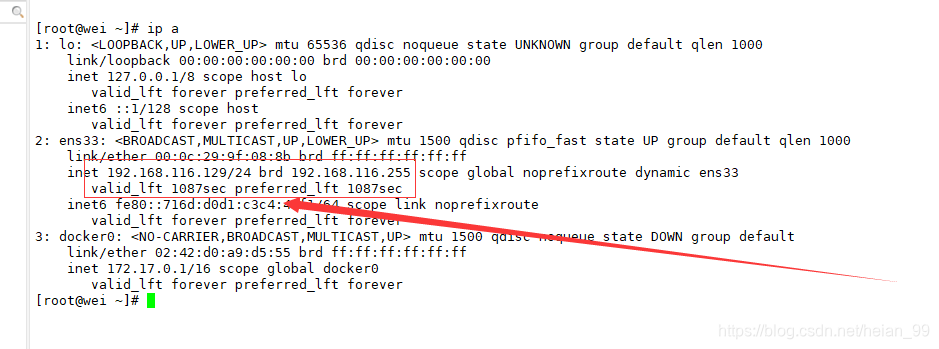 [root@wei ~]# ip a
1: lo: <LOOPBACK,UP,LOWER_UP> mtu 65536 qdisc noqueue state UNKNOWN group default qlen 1000
link/loopback 00:00:00:00:00:00 brd 00:00:00:00:00:00
inet 127.0.0.1/8 scope host lo
valid_lft forever preferred_lft forever
inet6 ::1/128 scope host
valid_lft forever preferred_lft forever
2: ens33: <BROADCAST,MULTICAST,UP,LOWER_UP> mtu 1500 qdisc pfifo_fast state UP group default qlen 1000
link/ether 00:0c:29:9f:08:8b brd ff:ff:ff:ff:ff:ff
inet 192.168.116.129/24 brd 192.168.116.255 scope global noprefixroute dynamic ens33
valid_lft 1087sec preferred_lft 1087sec
inet6 scope link noprefixroute
valid_lft forever preferred_lft forever
3: docker0: <NO-CARRIER,BROADCAST,MULTICAST,UP> mtu 1500 qdisc noqueue state DOWN group default
link/ether 02:42:d0:a9:d5:55 brd ff:ff:ff:ff:ff:ff
inet 172.17.0.1/16 scope global docker0
valid_lft forever preferred_lft forever
[root@wei ~]#
https://blog.csdn.net/heian_99